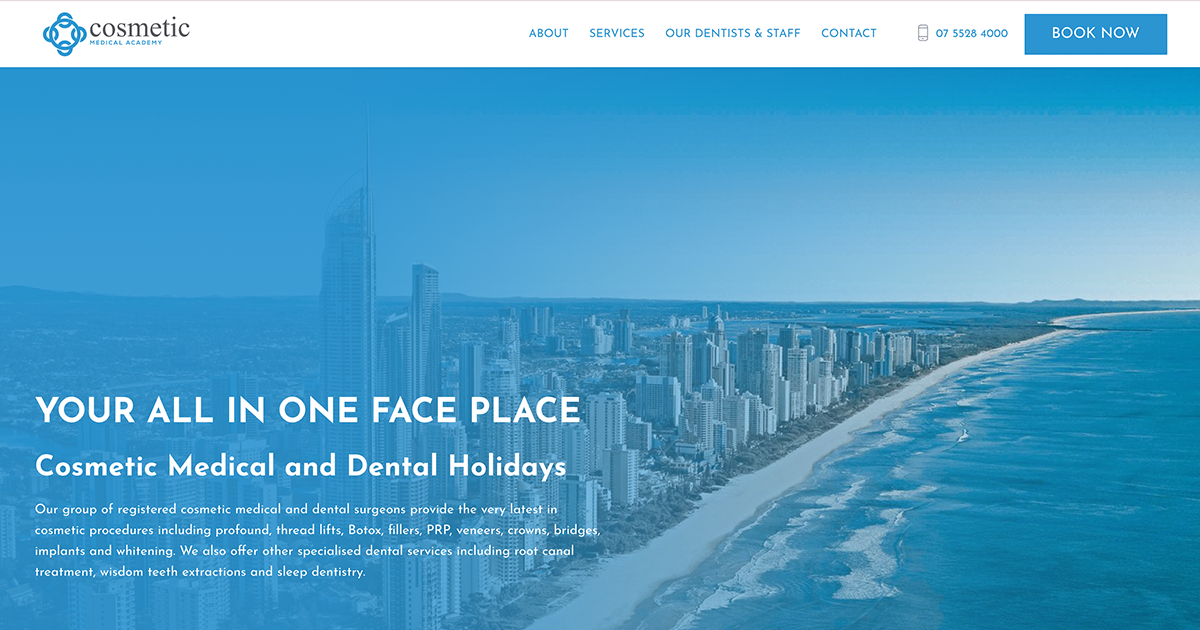 cosmetic
MEDICAL ACADEMY
ABOUT SERVICES OUR DENTISTS & STAFF CONTACT 07 5528 4000 BOOK NOW
YOUR ALL IN ONE FACE PLACE
Cosmetic Medical and Dental Holidays
Our group of registered cosmetic medical and dental surgeons provide the very latest in
cosmetic procedures including profound, thread lifts, Botox, fillers, PRP, veneers, crowns, bridges,
implants and whitening. We also offer other specialised dental services including root canal
treatment, wisdom teeth extractions and sleep dentistry.